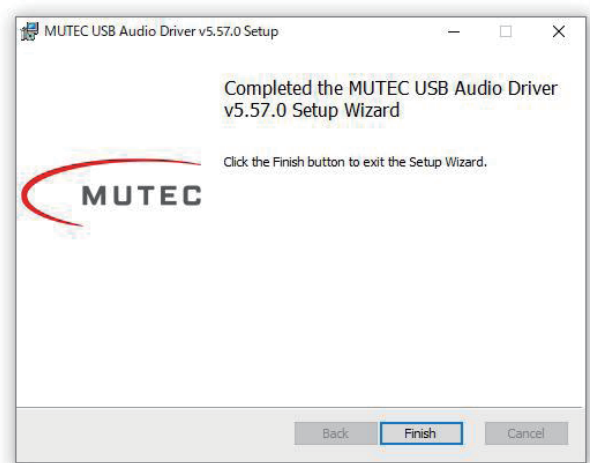 MUTEC USB Audio Driver v5.57.0 Setup
Completed the MUTEC USB Audio Driver
v5.57.0 Setup Wizard
Click the Finish button to exit the Setup Wizard.
MUTEC
Back Finish Cancel